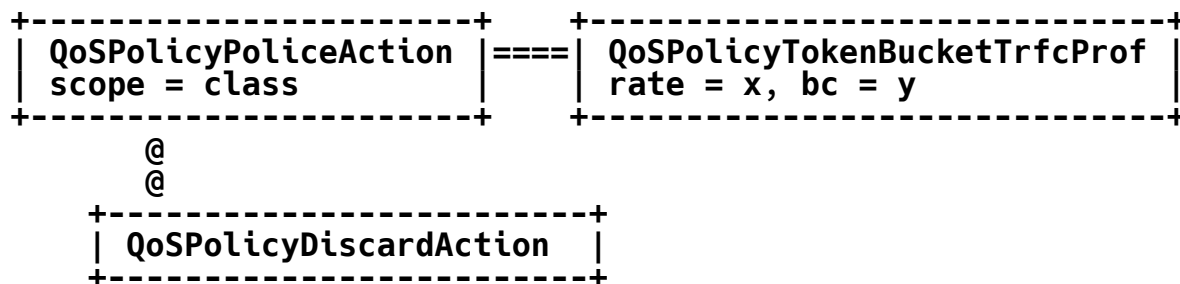 +-----------------------+    +------------------------------+
| QoSPolicyPoliceAction |====| QoSPolicyTokenBucketTrfcProf |
| scope = class         |    | rate = x, bc = y             |
+-----------------------+    +------------------------------+
       @
       @
    +-------------------------+
    | QoSPolicyDiscardAction  |
    +-------------------------+